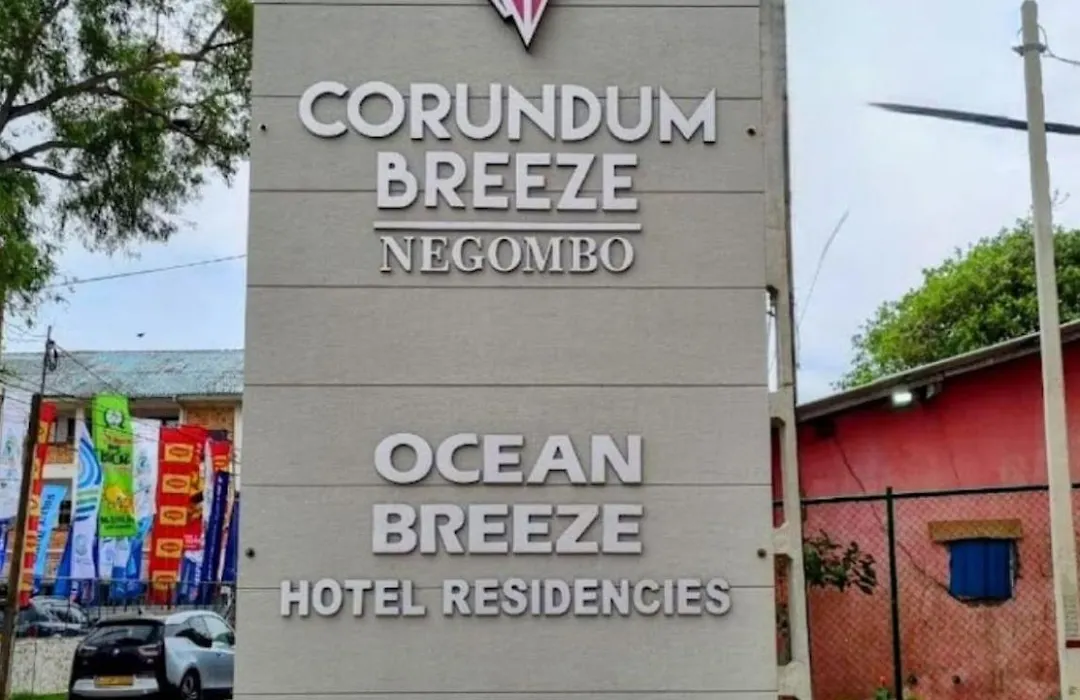 CORUNDUM
BREEZE
NEGOMBO
OCEAN
BREEZE
HOTEL RESIDENCIES